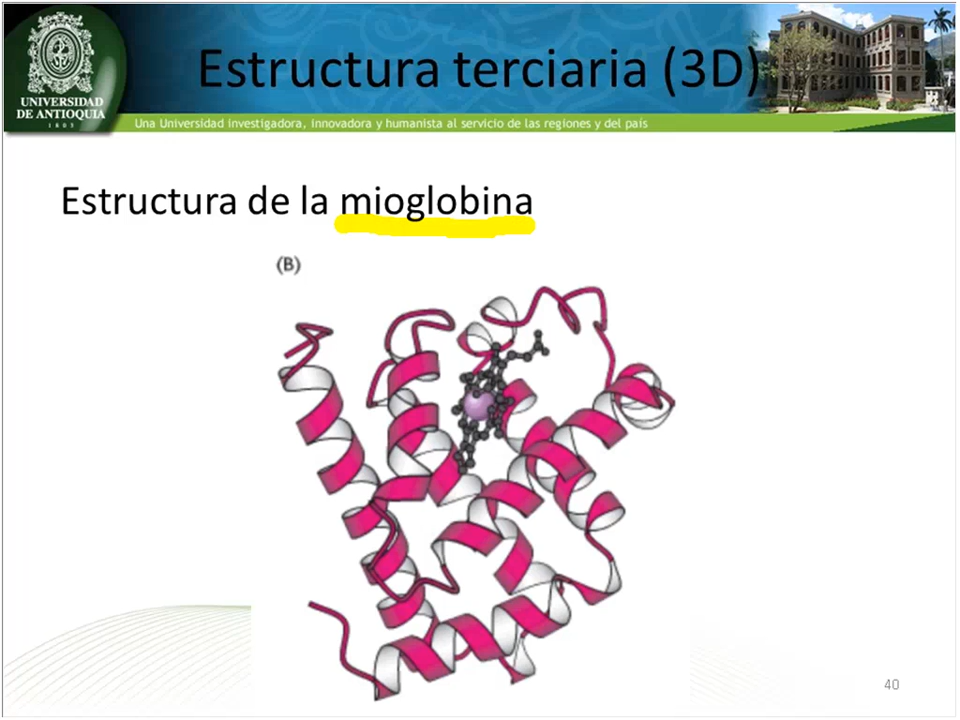 Estructura terciaria (3D)
UNIVERSIDAD
DE ANTIOQUIA
1803
Una Universidad investigadora, innovadora y humanista al servicio de las regiones y del país
Estructura de la mioglobina
(B)
40